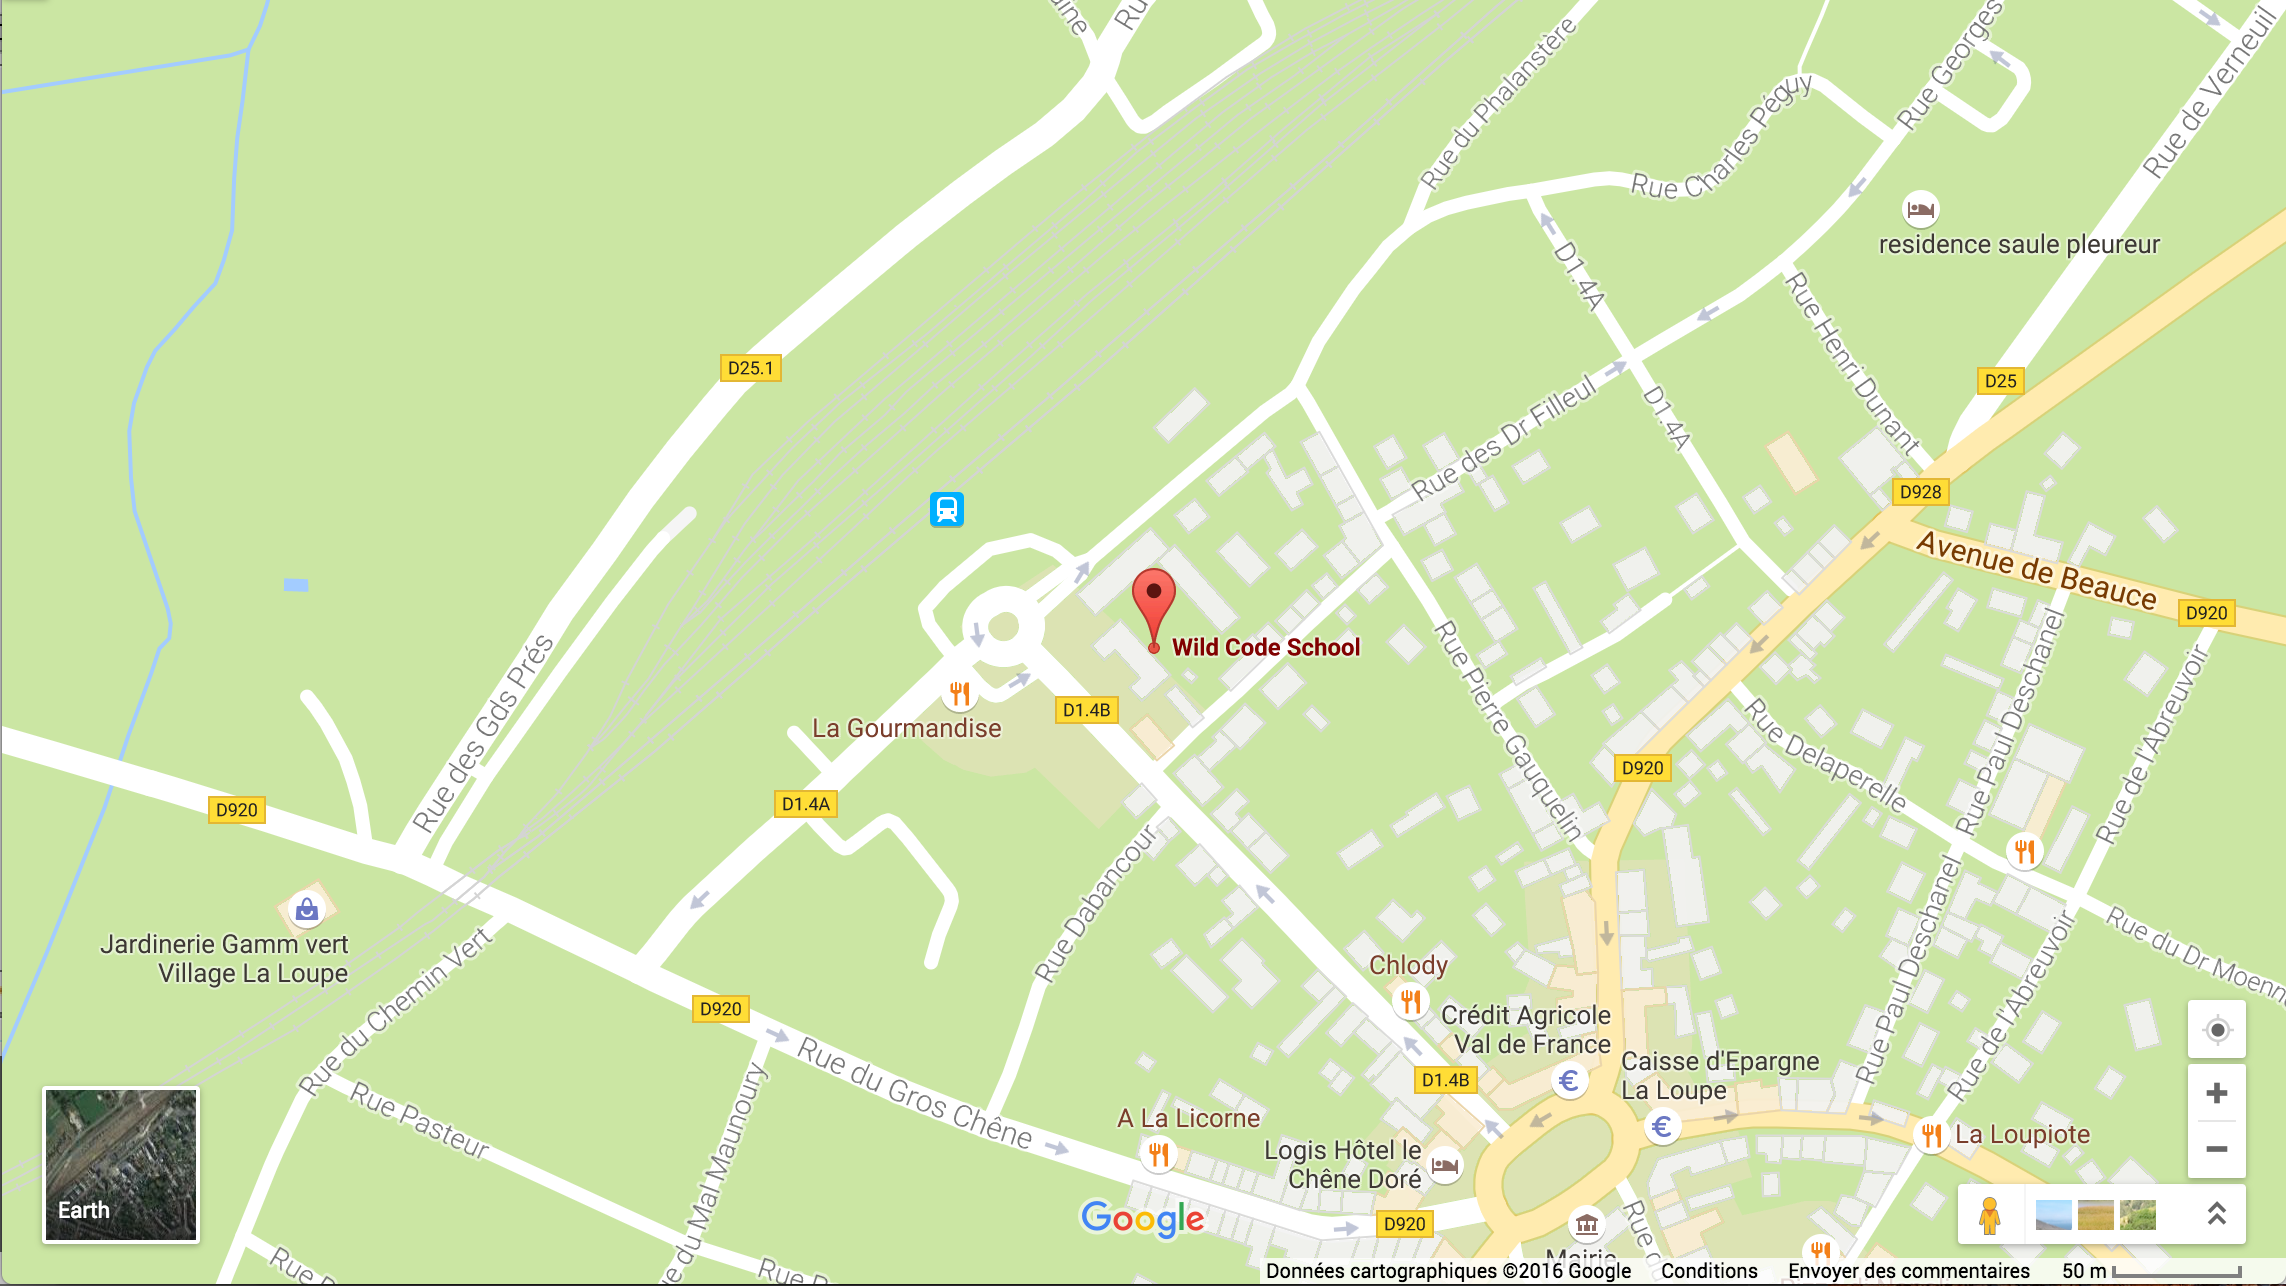 Rue du Phalanstère
Rue Charles Péguy
Rue Georges
Rue de Verneuil
residence saule pleureur
D1.4A
Rue Henri Dunant
D25.1
D25
Rue des Dr Filleul
D1.4A
D928
Avenue de Beauce
D920
Wild Code School
Rue des Gds Prés
La Gourmandise
D1.4B
Rue Pierre Gauquelin
Rue Paul Deschanel
Rue de l'Abreuvoir
Rue Delaperelle
D920
D920
D1.4A
Rue Dabancour
Jardinerie Gamm vert
Village La Loupe
Rue du Chemin Vert
D920
Chlody
Crédit Agricole
Val de France
Caisse d'Epargne
La Loupe
Rue Paul Deschanel
Rue de l'Abreuvoir
Rue du Dr Moenn
Rue du Gros Chêne
D1.4B
Rue Pasteur
Rue du Mal Maunoury
A La Licorne
Logis Hôtel le
Chêne Doré
La Loupiote
Earth
Google
D920
Mairie
Données cartographiques ©2016 Google Conditions Envoyer des commentaires 50 m